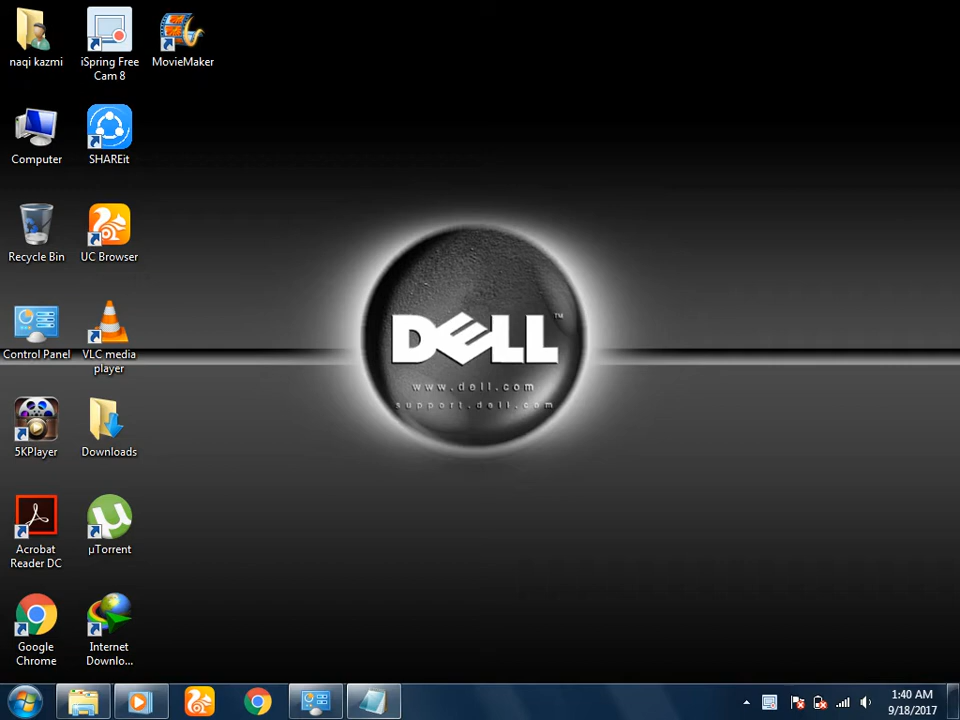 naqi kazmi
iSpring Free
Cam 8
MovieMaker
Computer
SHAREit
Recycle Bin
UC Browser
Control Panel
VLC media
player
5KPlayer
Downloads
Acrobat
Reader DC
µTorrent
Google
Chrome
Internet
Downlo...
DELL™
www.dell.com
support.dell.com
1:40 AM
9/18/2017